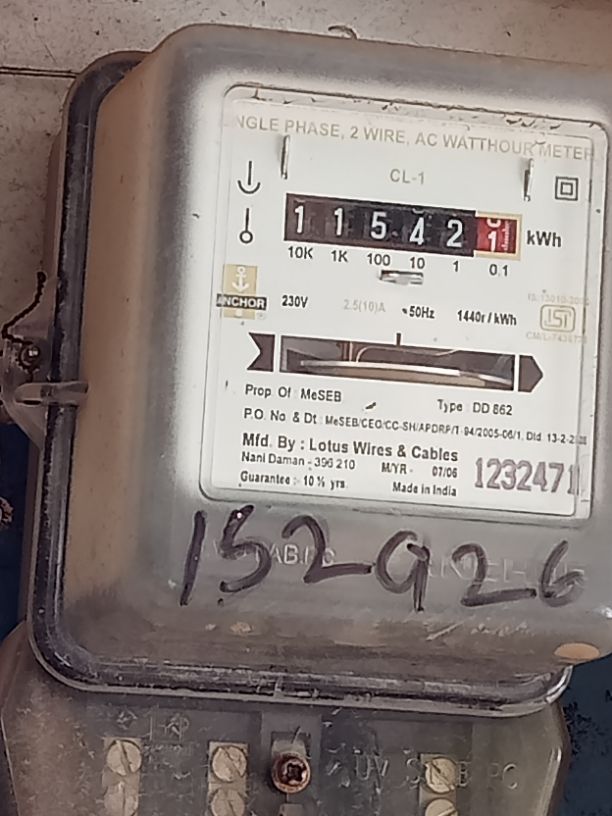 NGLE PHASE, 2 WIRE, AC WATTHOUR METER
CL-1
1 1 5 4 2 1 kWh
10K 1K 100 10 1 0.1
ANCHOR
230V 2.5(10)A ~50Hz 1440r/kWh
ISI
Prop. Of : MeSEB Type : DD 862
P.O. No. & Dt : MeSEB/CEO/CC-SH/APDRP/T-94/2005-06/1, Dtd. 13-2-2
Mfd. By : Lotus Wires & Cables
Nani Daman - 396 210 M/YR - 07/06
Guarantee :- 10 ½ yrs. Made in India
1232471
152926